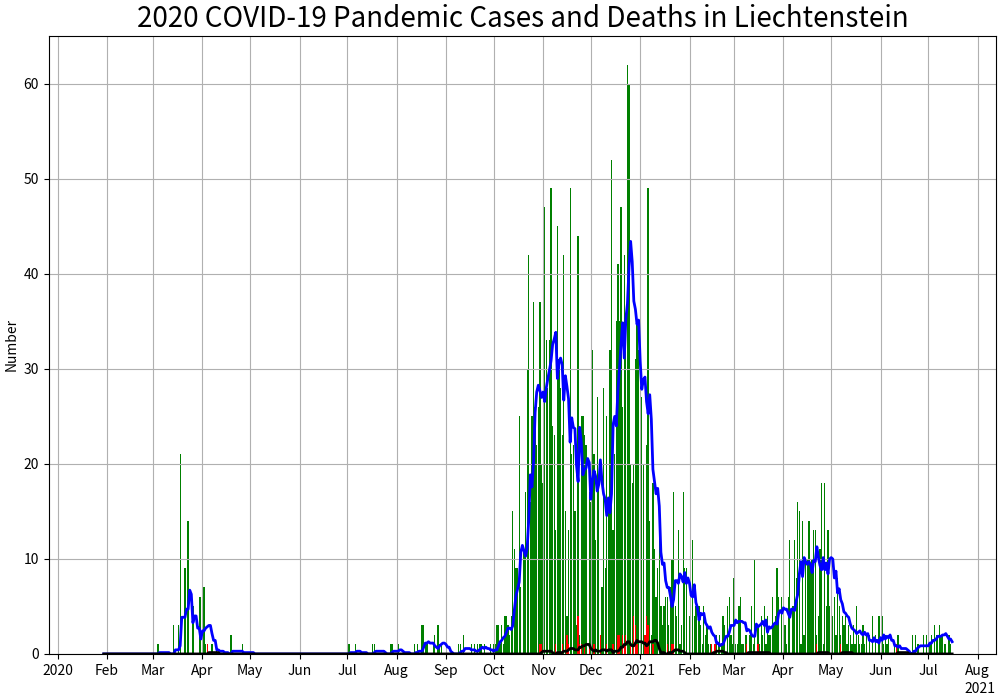 2020 COVID-19 Pandemic Cases and Deaths in Liechtenstein
60
50
40
30
20
10
0
Number
2020 Feb Mar Apr May Jun Jul Aug Sep Oct Nov Dec 2021 Feb Mar Apr May Jun Jul Aug
2021